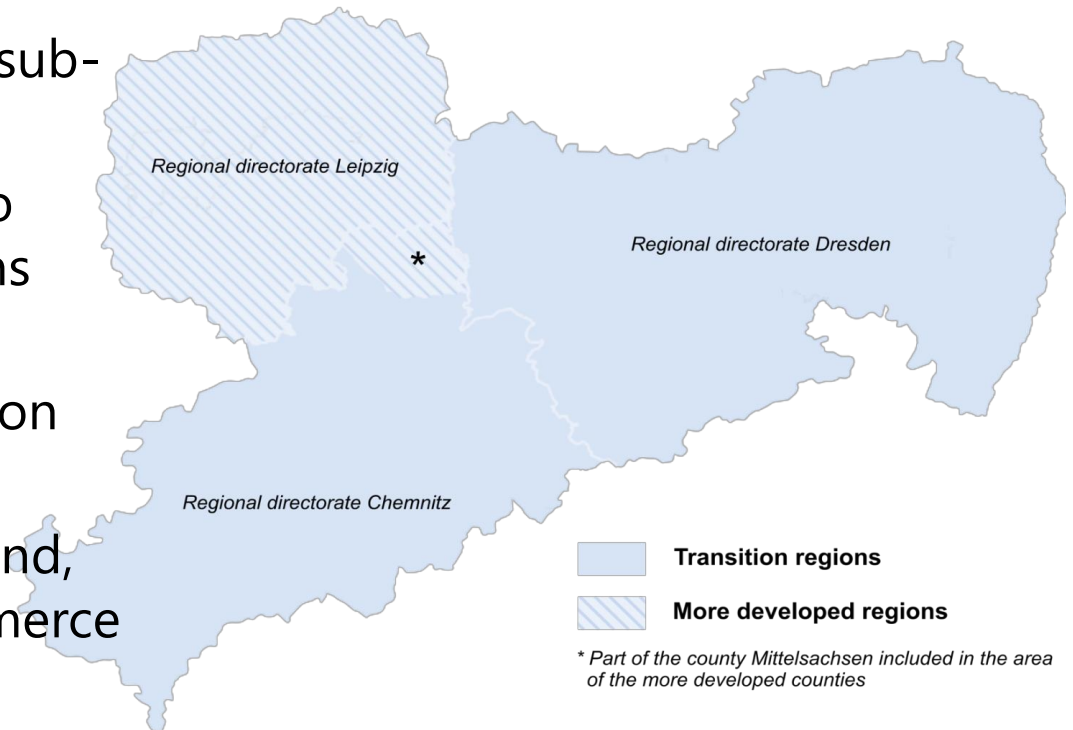 sub-
o
ns
on
nd,
merce
Regional directorate Leipzig
*
Regional directorate Dresden
Regional directorate Chemnitz
Transition regions
More developed regions
* Part of the county Mittelsachsen included in the area
of the more developed counties